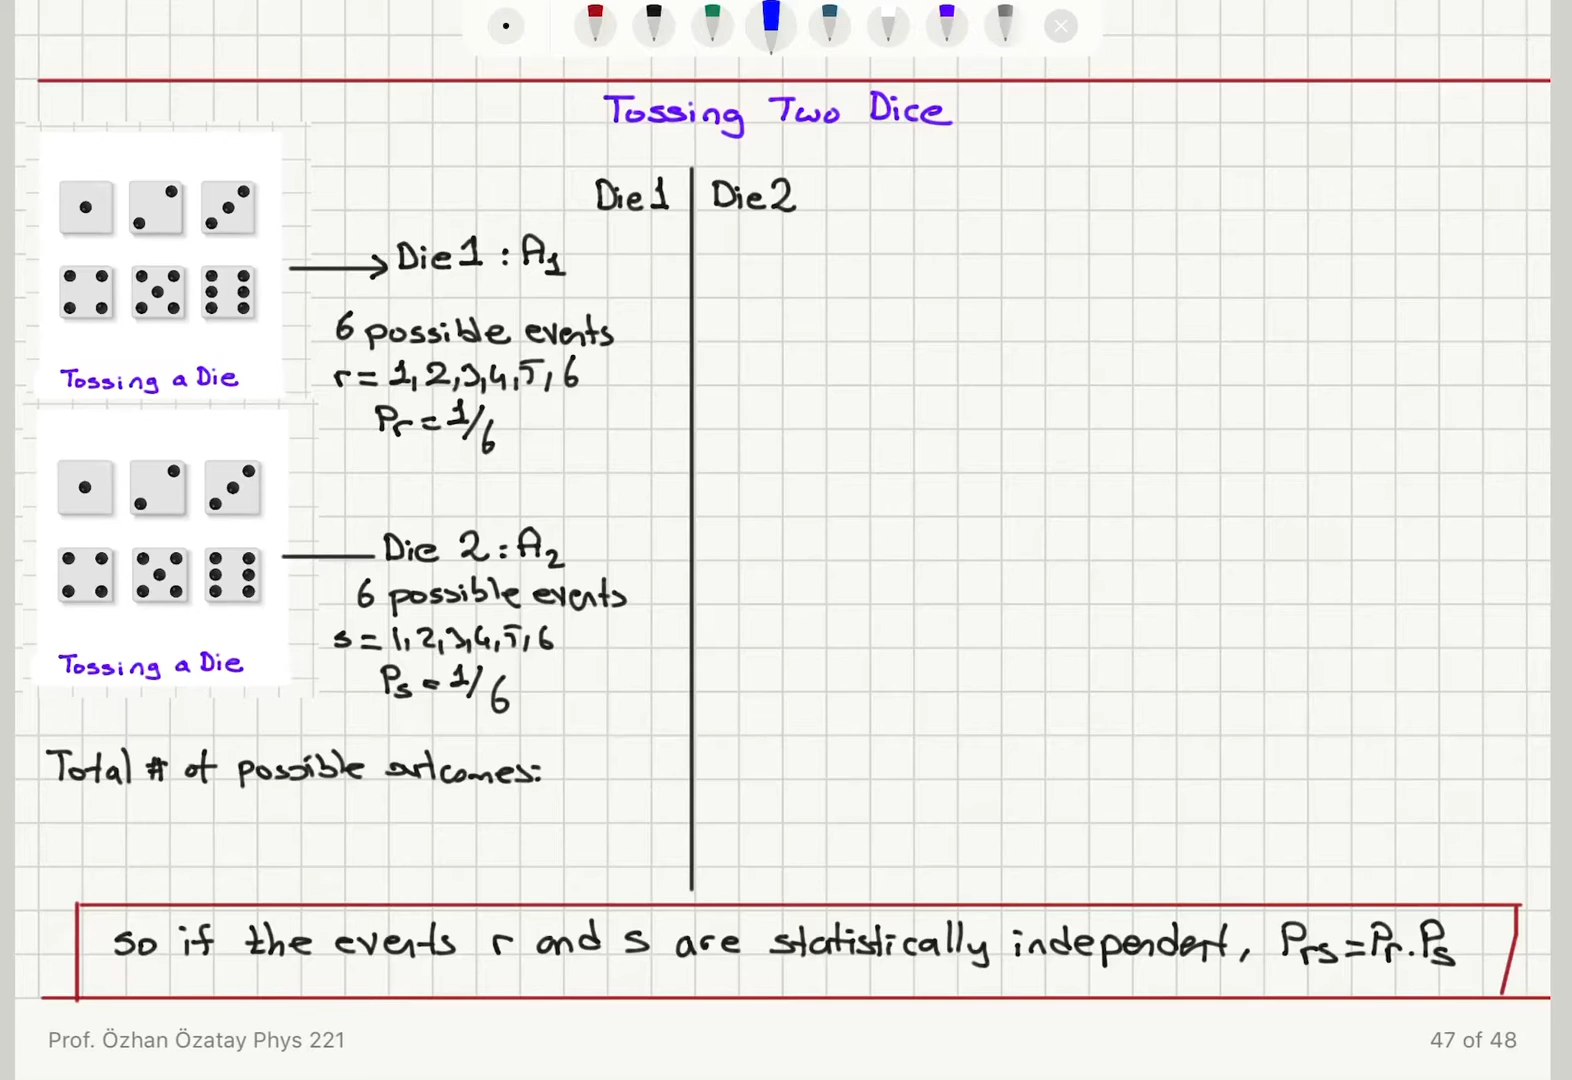 Tossing Two Dice
Die 1 | Die 2
Tossing a Die
Die 1 : A₁
6 possible events
r = 1, 2, 3, 4, 5, 6
Pr = 1/6
Tossing a Die
Die 2 : A₂
6 possible events
s = 1, 2, 3, 4, 5, 6
Ps = 1/6
Total # of possible outcomes:
so if the events r and s are statistically independent, Prs = Pr . Ps
Prof. Özhan Özatay Phys 221
47 of 48